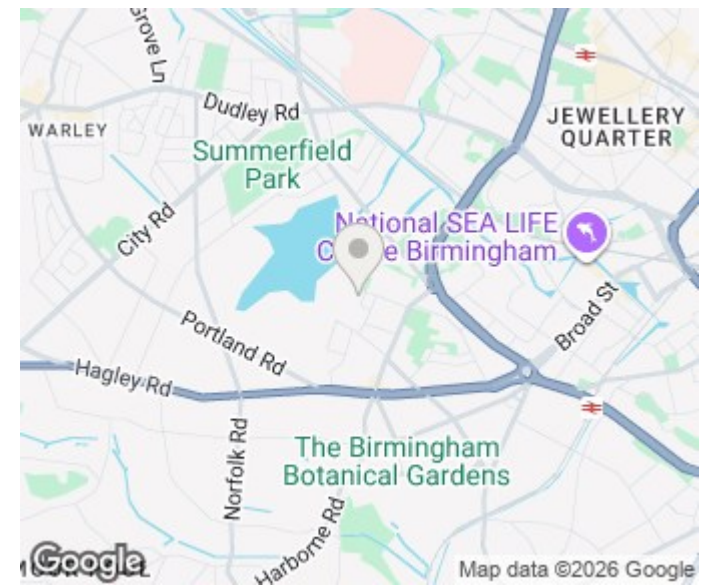 Grove Ln
Dudley Rd
JEWELLERY
QUARTER
WARLEY
Summerfield
Park
City Rd
National SEA LIFE
Birmingham
Broad St
Portland Rd
Hagley Rd
Norfolk Rd
The Birmingham
Botanical Gardens
Harborne Rd
Google
Map data ©2026 Google